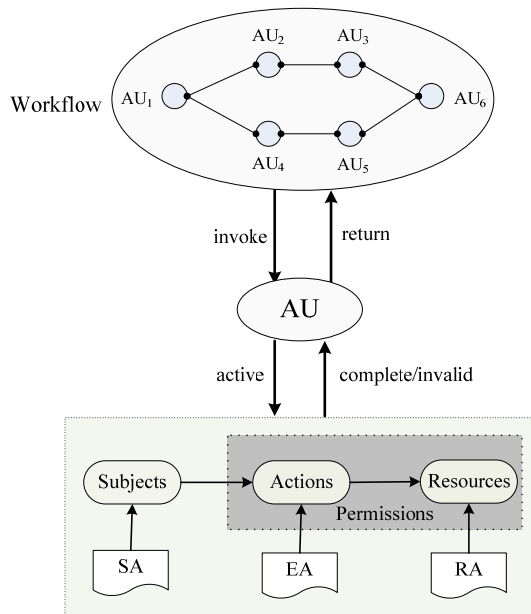 AU2
AU3
Workflow
AU1
AU6
AU4
AU5
invoke
return
AU
active
complete/invalid
Subjects
Actions
Resources
Permissions
SA
EA
RA